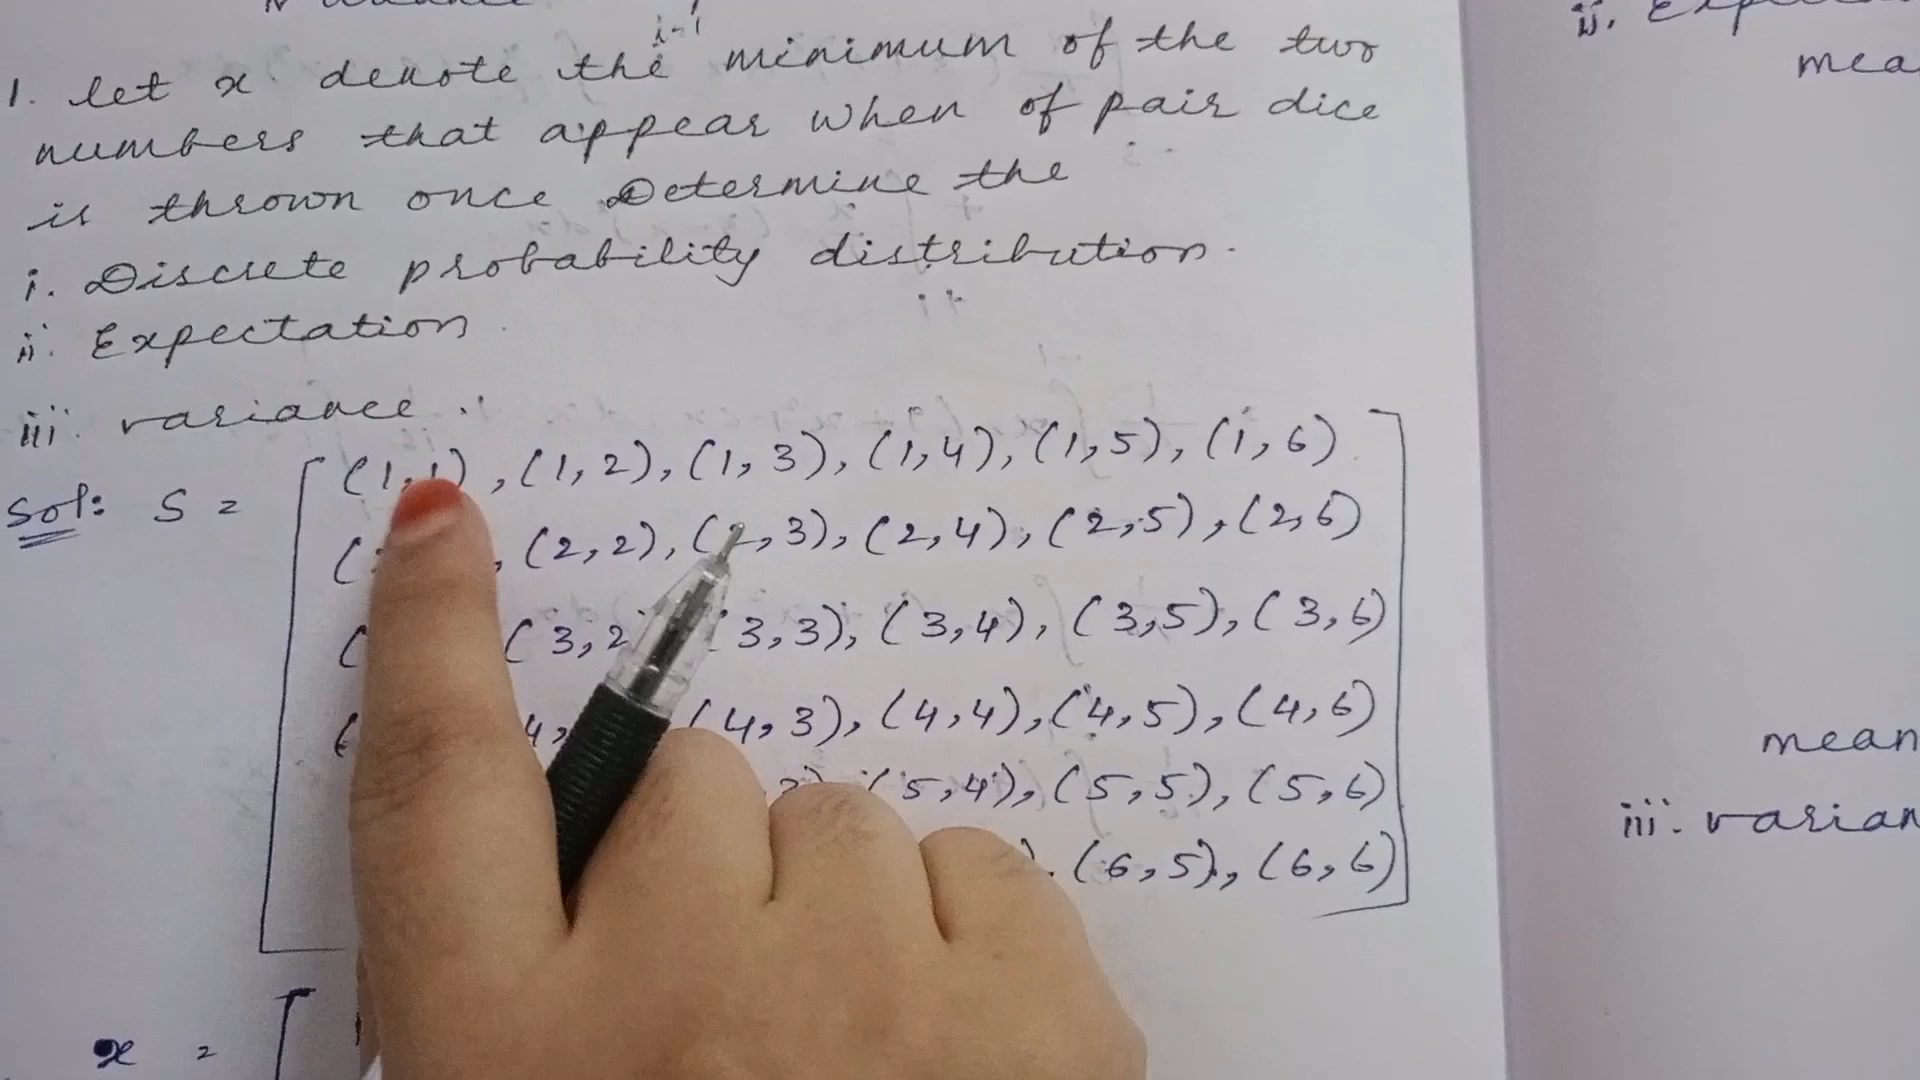 1. let x denote the minimum of the two
numbers that appear when of pair dice
is thrown once Determine the
i. Discrete probability distribution.
ii. Expectation
iii. variance.
Sol: S = (1,1), (1,2), (1,3), (1,4), (1,5), (1,6)
(2,2), (2,3), (2,4), (2,5), (2,6)
(3,2 3,3), (3,4), (3,5), (3,6)
(4,3), (4,4), (4,5), (4,6)
(5,4), (5,5), (5,6)
(6,5), (6,6)
x =
ii.
mean
iii. varian